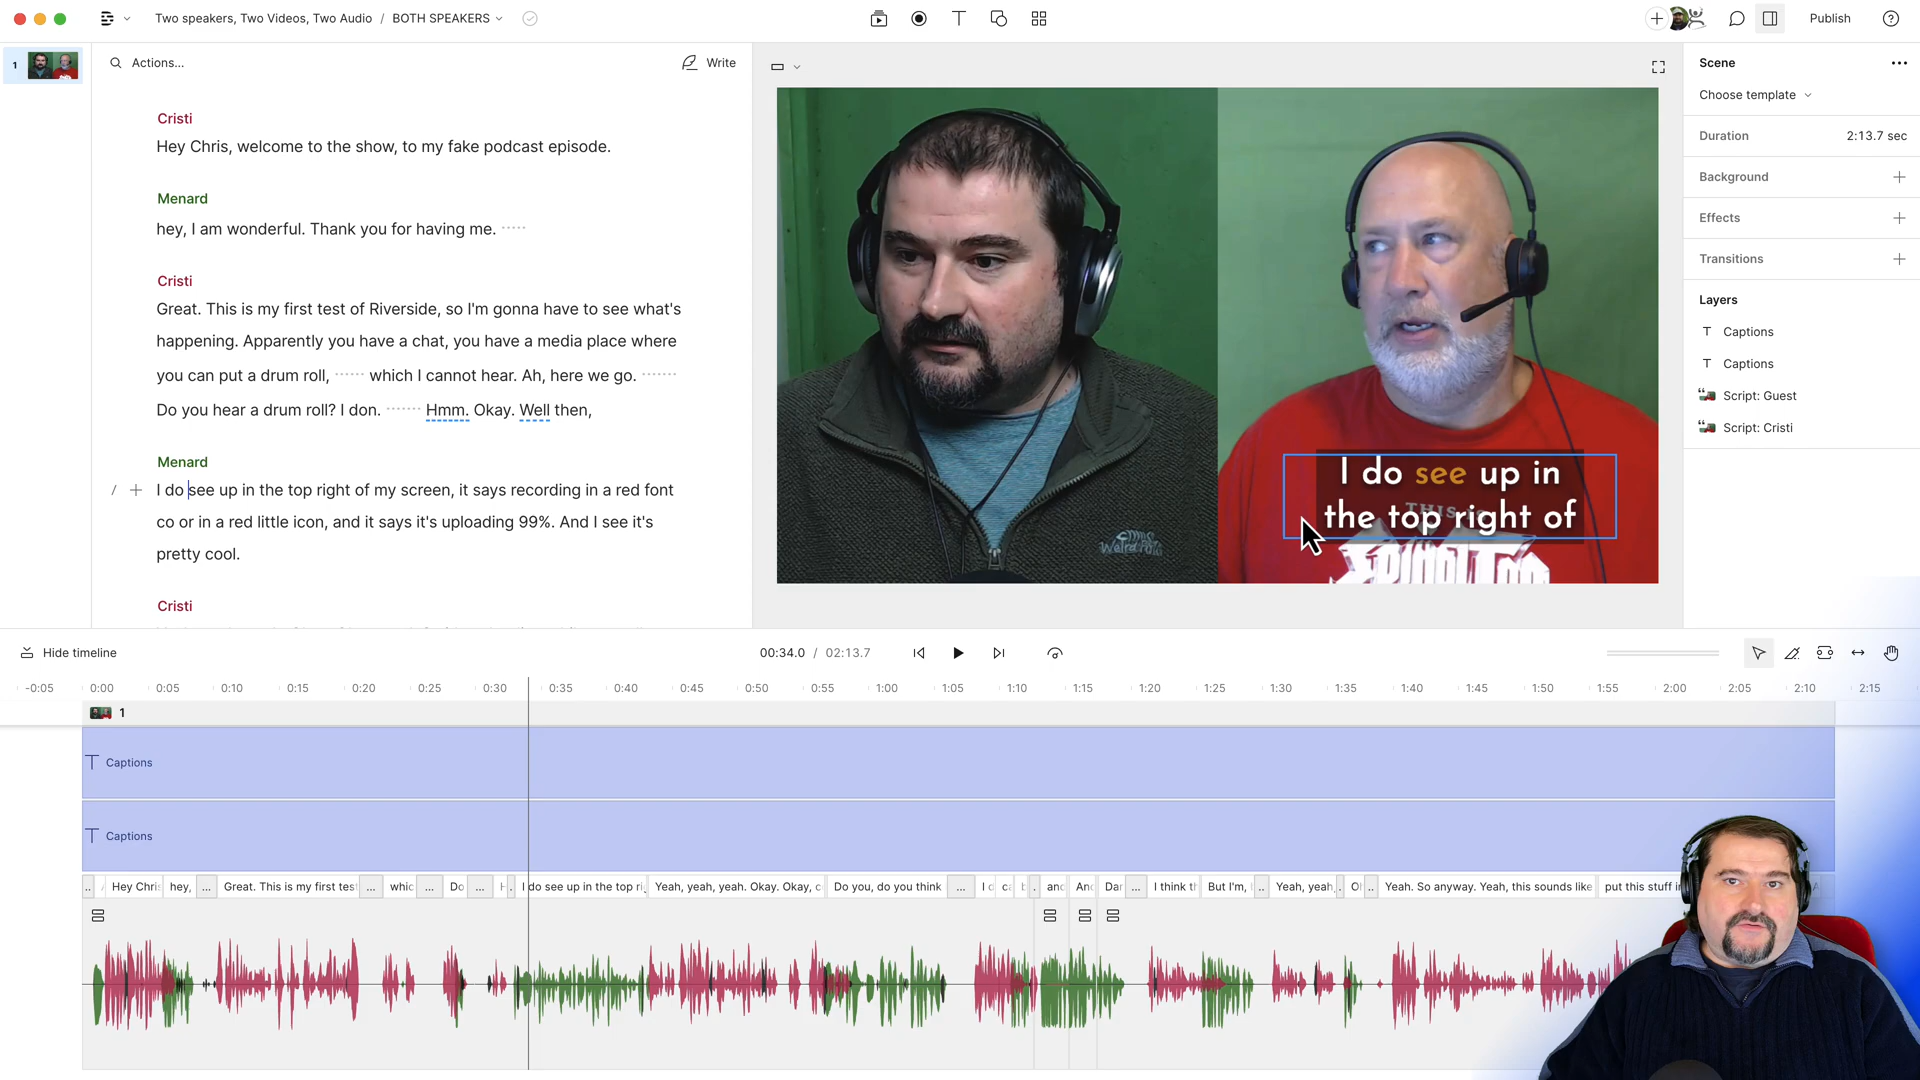 Two speakers, Two Videos, Two Audio / BOTH SPEAKERS
Publish
1
Actions...
Write
Cristi
Hey Chris, welcome to the show, to my fake podcast episode.
Menard
hey, I am wonderful. Thank you for having me.
Cristi
Great. This is my first test of Riverside, so I'm gonna have to see what's
happening. Apparently you have a chat, you have a media place where
you can put a drum roll, which I cannot hear. Ah, here we go.
Do you hear a drum roll? I don. Hmm. Okay. Well then,
Menard
I do see up in the top right of my screen, it says recording in a red font
co or in a red little icon, and it says it's uploading 99%. And I see it's
pretty cool.
Cristi
I do see up in
the top right of
THIS IS
Scene
Choose template
Duration 2:13.7 sec
Background
Effects
Transitions
Layers
Captions
Captions
Script: Guest
Script: Cristi
Hide timeline
00:34.0 / 02:13.7
-0:05 0:00 0:05 0:10 0:15 0:20 0:25 0:30 0:35 0:40 0:45 0:50 0:55 1:00 1:05 1:10 1:15 1:20 1:25 1:30 1:35 1:40 1:45 1:50 1:55 2:00 2:05 2:10 2:15
1
Captions
Captions
.. Hey Chris hey, ... Great. This is my first test ... whic ... Do ... H . I do see up in the top ri Yeah, yeah, yeah. Okay. Okay, c Do you, do you think ... I d ca b . and And Dar ... I think th But I'm, .. Yeah, yeah, . O .. Yeah. So anyway. Yeah, this sounds like put this stuff i